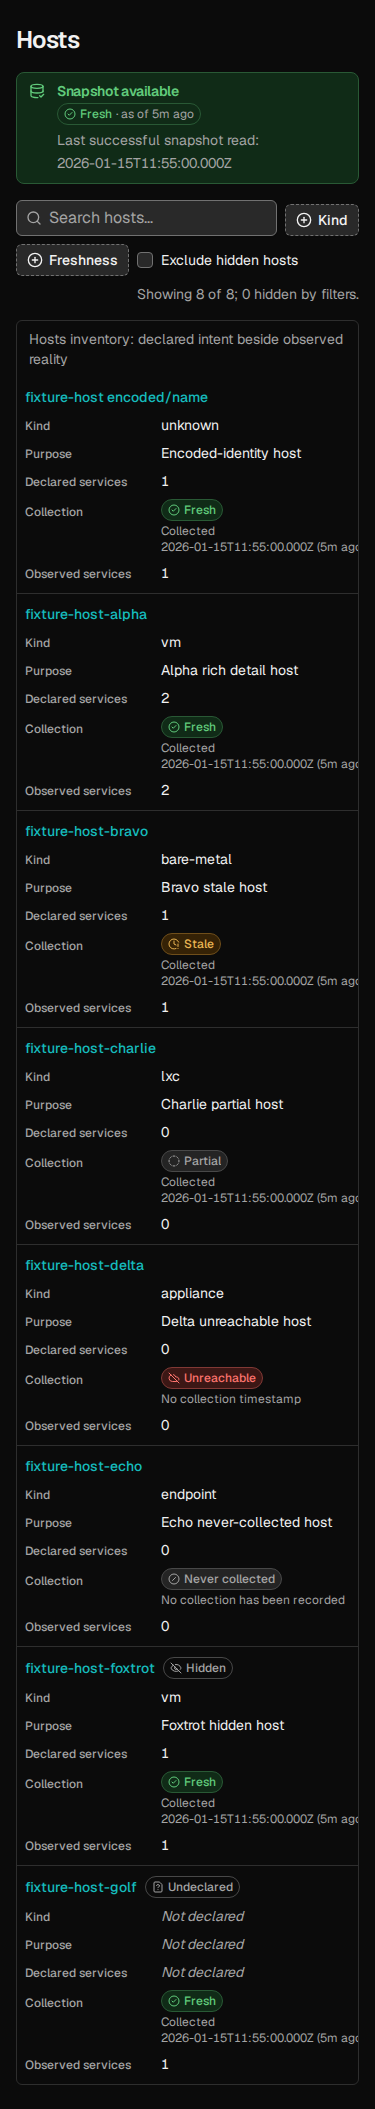 Hosts
Snapshot available
Fresh · as of 5m ago
Last successful snapshot read:
2026-01-15T11:55:00.000Z
Search hosts...
Kind
Freshness
Exclude hidden hosts
Showing 8 of 8; 0 hidden by filters.
Hosts inventory: declared intent beside observed
reality
fixture-host encoded/name
Kind unknown
Purpose Encoded-identity host
Declared services 1
Collection Fresh
Collected
2026-01-15T11:55:00.000Z (5m ago
Observed services 1
fixture-host-alpha
Kind vm
Purpose Alpha rich detail host
Declared services 2
Collection Fresh
Collected
2026-01-15T11:55:00.000Z (5m ago
Observed services 2
fixture-host-bravo
Kind bare-metal
Purpose Bravo stale host
Declared services 1
Collection Stale
Collected
2026-01-15T11:55:00.000Z (5m ago
Observed services 1
fixture-host-charlie
Kind lxc
Purpose Charlie partial host
Declared services 0
Collection Partial
Collected
2026-01-15T11:55:00.000Z (5m ago
Observed services 0
fixture-host-delta
Kind appliance
Purpose Delta unreachable host
Declared services 0
Collection Unreachable
No collection timestamp
Observed services 0
fixture-host-echo
Kind endpoint
Purpose Echo never-collected host
Declared services 0
Collection Never collected
No collection has been recorded
Observed services 0
fixture-host-foxtrot Hidden
Kind vm
Purpose Foxtrot hidden host
Declared services 1
Collection Fresh
Collected
2026-01-15T11:55:00.000Z (5m ago
Observed services 1
fixture-host-golf Undeclared
Kind Not declared
Purpose Not declared
Declared services Not declared
Collection Fresh
Collected
2026-01-15T11:55:00.000Z (5m ago
Observed services 1